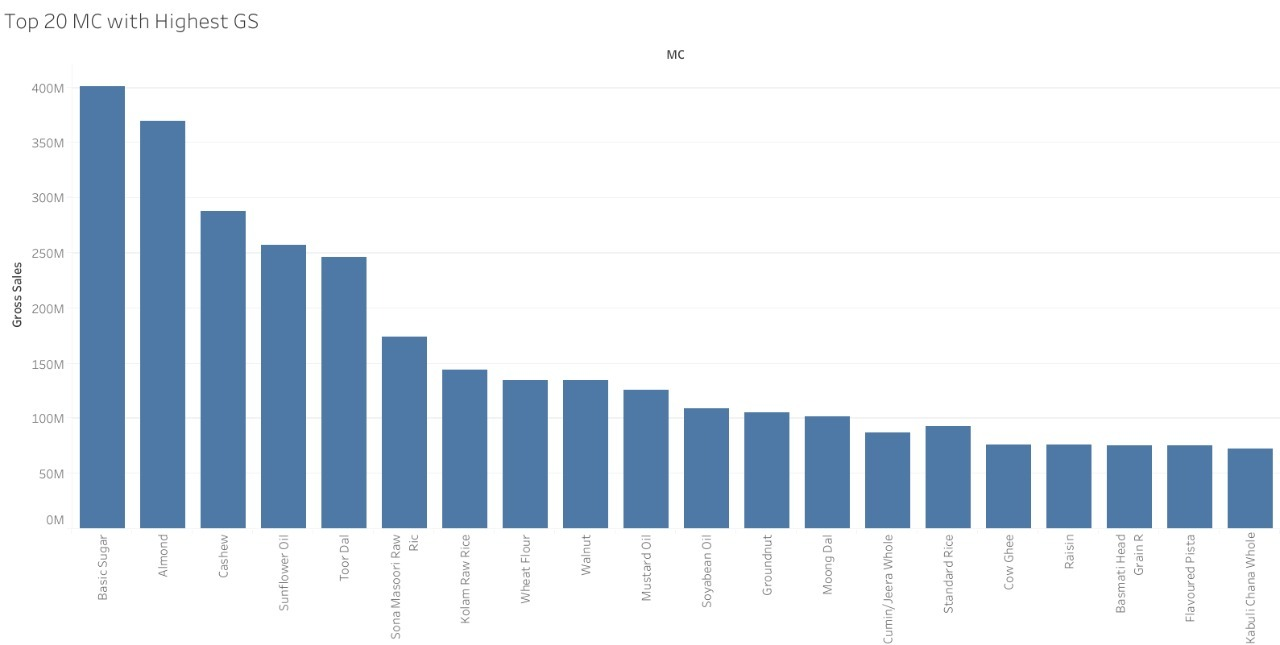 Top 20 MC with Highest GS
MC
Gross Sales
400M
350M
300M
250M
200M
150M
100M
50M
0M
Basic Sugar
Almond
Cashew
Sunflower Oil
Toor Dal
Sona Masoori Raw
Ric
Kolam Raw Rice
Wheat Flour
Walnut
Mustard Oil
Soyabean Oil
Groundnut
Moong Dal
Cumin/Jeera Whole
Standard Rice
Cow Ghee
Raisin
Basmati Head
Grain R
Flavoured Pista
Kabuli Chana Whole